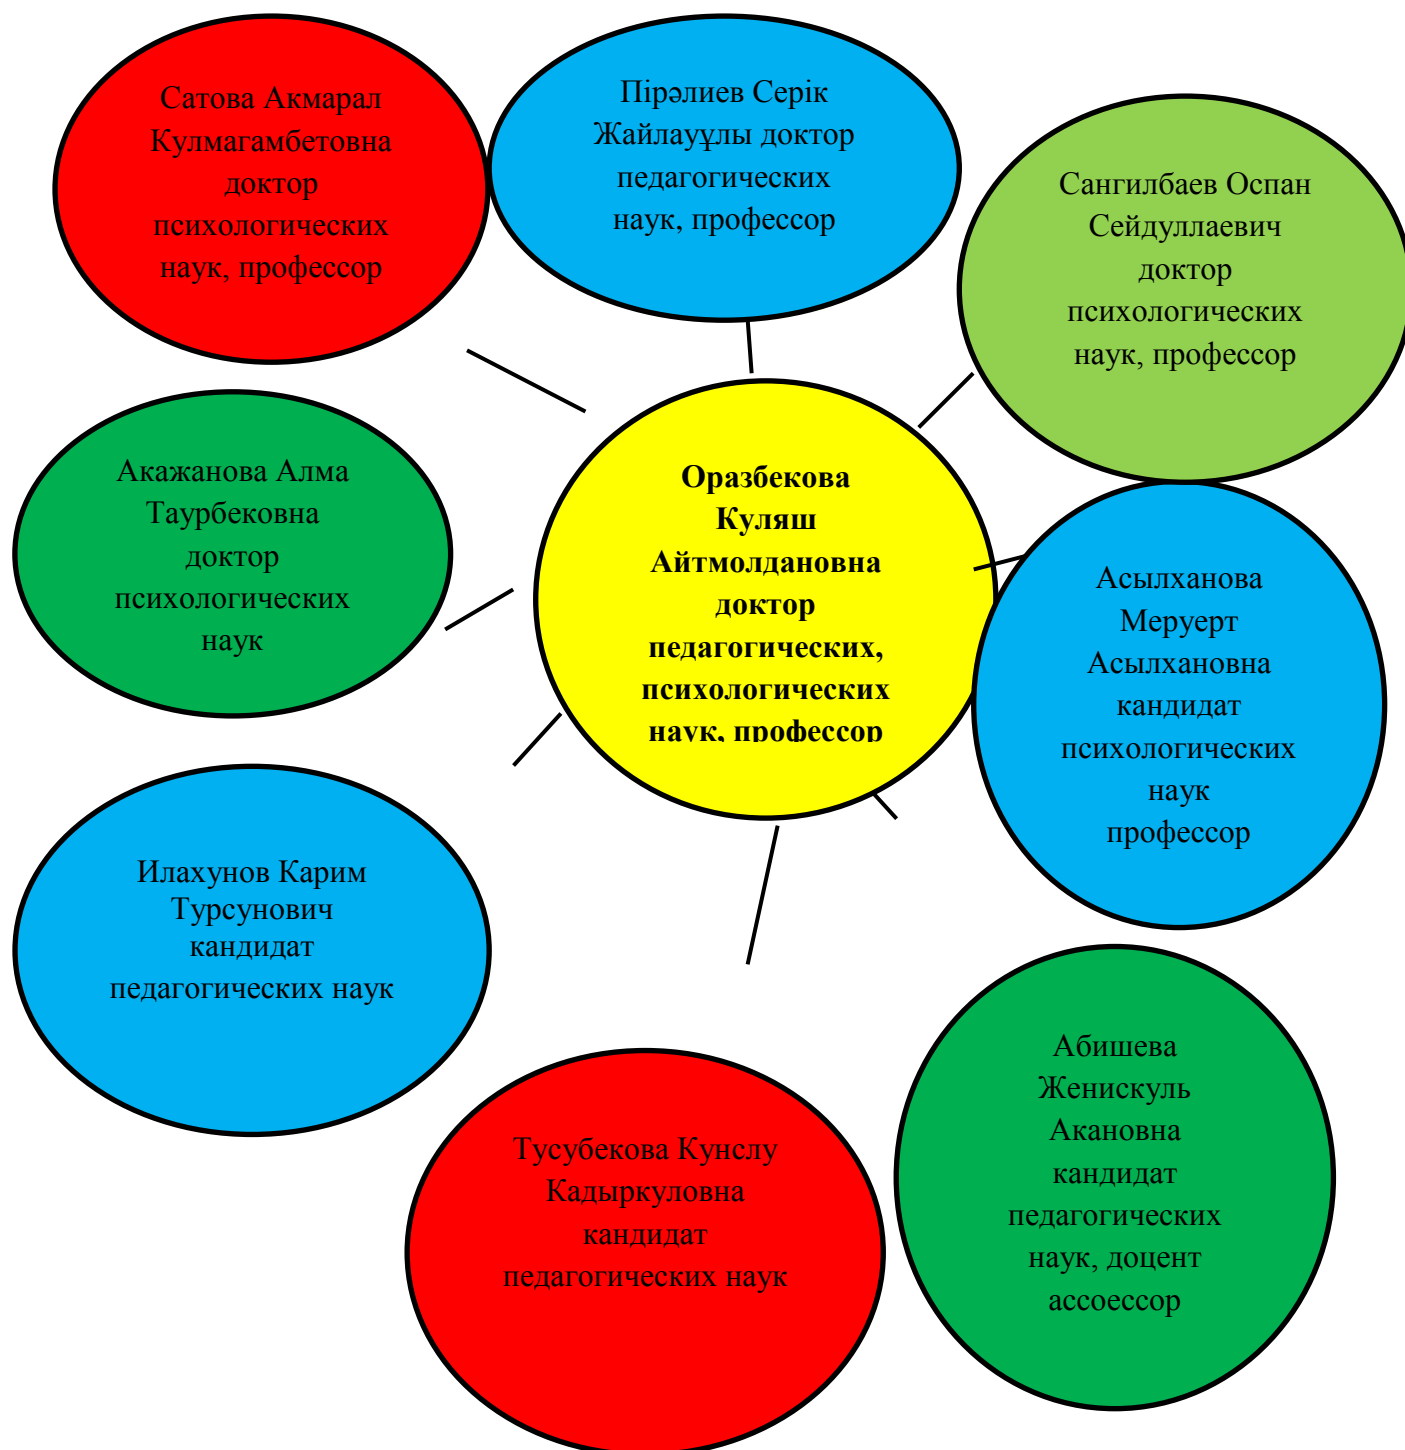 Сатова Акмарал
Кулмагамбетовна
доктор
психологических
наук, профессор
Пірәлиев Серік
Жайлауұлы доктор
педагогических
наук, профессор
Сангилбаев Оспан
Сейдуллаевич
доктор
психологических
наук, профессор
Акажанова Алма
Таурбековна
доктор
психологических
наук
Оразбекова
Куляш
Айтмолдановна
доктор
педагогических,
психологических
наук, профессор
Асылханова
Меруерт
Асылхановна
кандидат
психологических
наук
профессор
Илахунов Карим
Турсунович
кандидат
педагогических наук
Тусубекова Кунслу
Кадыркуловна
кандидат
педагогических наук
Абишева
Женискуль
Акановна
кандидат
педагогических
наук, доцент
ассоессор